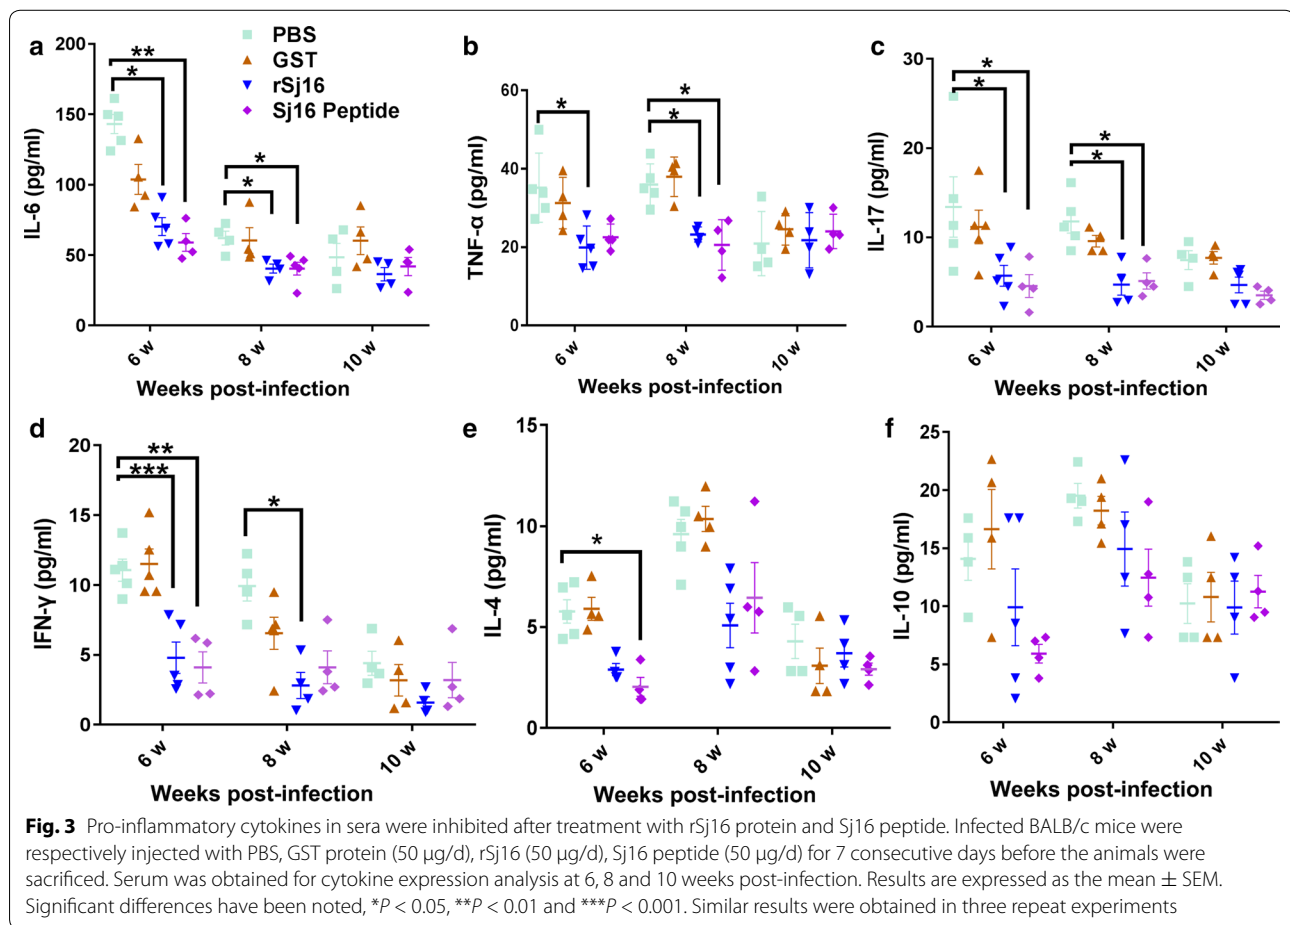 a
200
150
100
50
0
IL-6 (pg/ml)
PBS
GST
rSj16
Sj16 Peptide
**
*
*
*
6 w
8 w
10 w
Weeks post-infection
b
60
40
20
0
TNF-α (pg/ml)
*
*
*
6 w
8 w
10 w
Weeks post-infection
c
30
20
10
0
IL-17 (pg/ml)
*
*
*
*
6 w
8 w
10 w
Weeks post-infection
d
20
15
10
5
0
IFN-γ (pg/ml)
**
***
*
6 w
8 w
10 w
Weeks post-infection
e
15
10
5
0
IL-4 (pg/ml)
*
6 w
8 w
10 w
Weeks post-infection
f
25
20
15
10
5
0
IL-10 (pg/ml)
6 w
8 w
10 w
Weeks post-infection
Fig. 3 Pro-inflammatory cytokines in sera were inhibited after treatment with rSj16 protein and Sj16 peptide. Infected BALB/c mice were
respectively injected with PBS, GST protein (50 μg/d), rSj16 (50 μg/d), Sj16 peptide (50 μg/d) for 7 consecutive days before the animals were
sacrificed. Serum was obtained for cytokine expression analysis at 6, 8 and 10 weeks post-infection. Results are expressed as the mean ± SEM.
Significant differences have been noted, *P < 0.05, **P < 0.01 and ***P < 0.001. Similar results were obtained in three repeat experiments